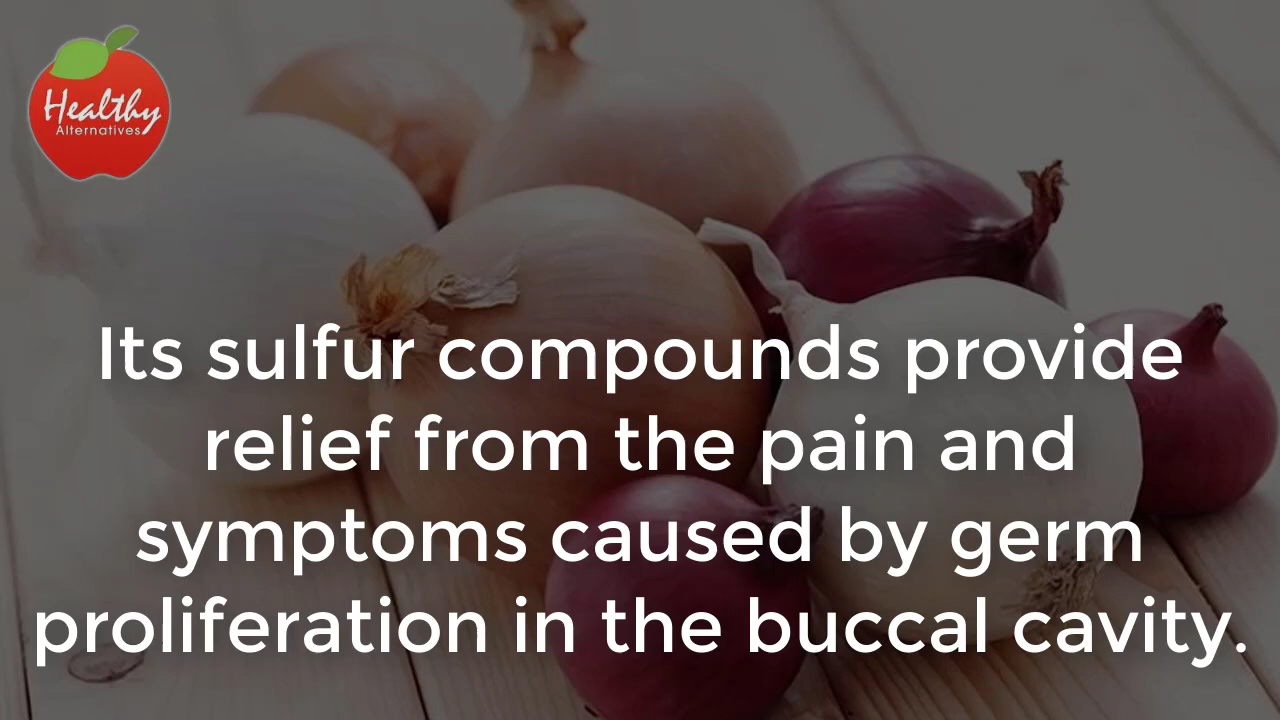 Healthy
Alternatives
Its sulfur compounds provide
relief from the pain and
symptoms caused by germ
proliferation in the buccal cavity.